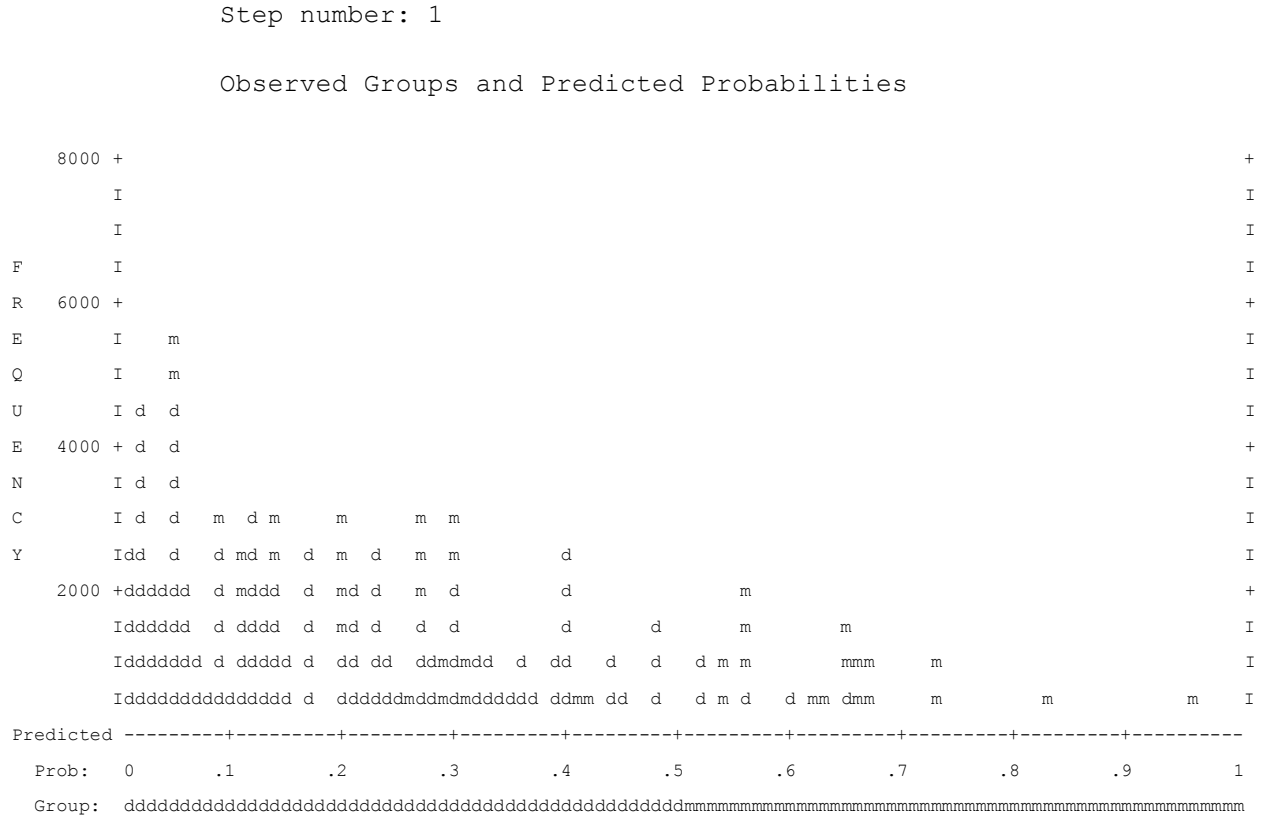 Step number: 1
Observed Groups and Predicted Probabilities
8000 + +
I I
I I
F I I
R 6000 + +
E I m I
Q I m I
U I d d I
E 4000 + d d +
N I d d I
C I d d m d m m m m I
Y Idd d d md m d m d m m d I
2000 +dddddd d mddd d md d m d d m +
Idddddd d dddd d md d d d d d m m I
Iddddddd d ddddd d dd dd ddmdmdd d dd d d d m m mmm m I
Iddddddddddddddd d ddddddmddmdmdddddd ddmm dd d d m d d mm dmm m m m I
Predicted ---------+---------+---------+---------+---------+---------+---------+---------+---------+----------
Prob: 0 .1 .2 .3 .4 .5 .6 .7 .8 .9 1
Group: ddddddddddddddddddddddddddddddddddddddddddddddddddmmmmmmmmmmmmmmmmmmmmmmmmmmmmmmmmmmmmmmmmmmmmmmmmmm